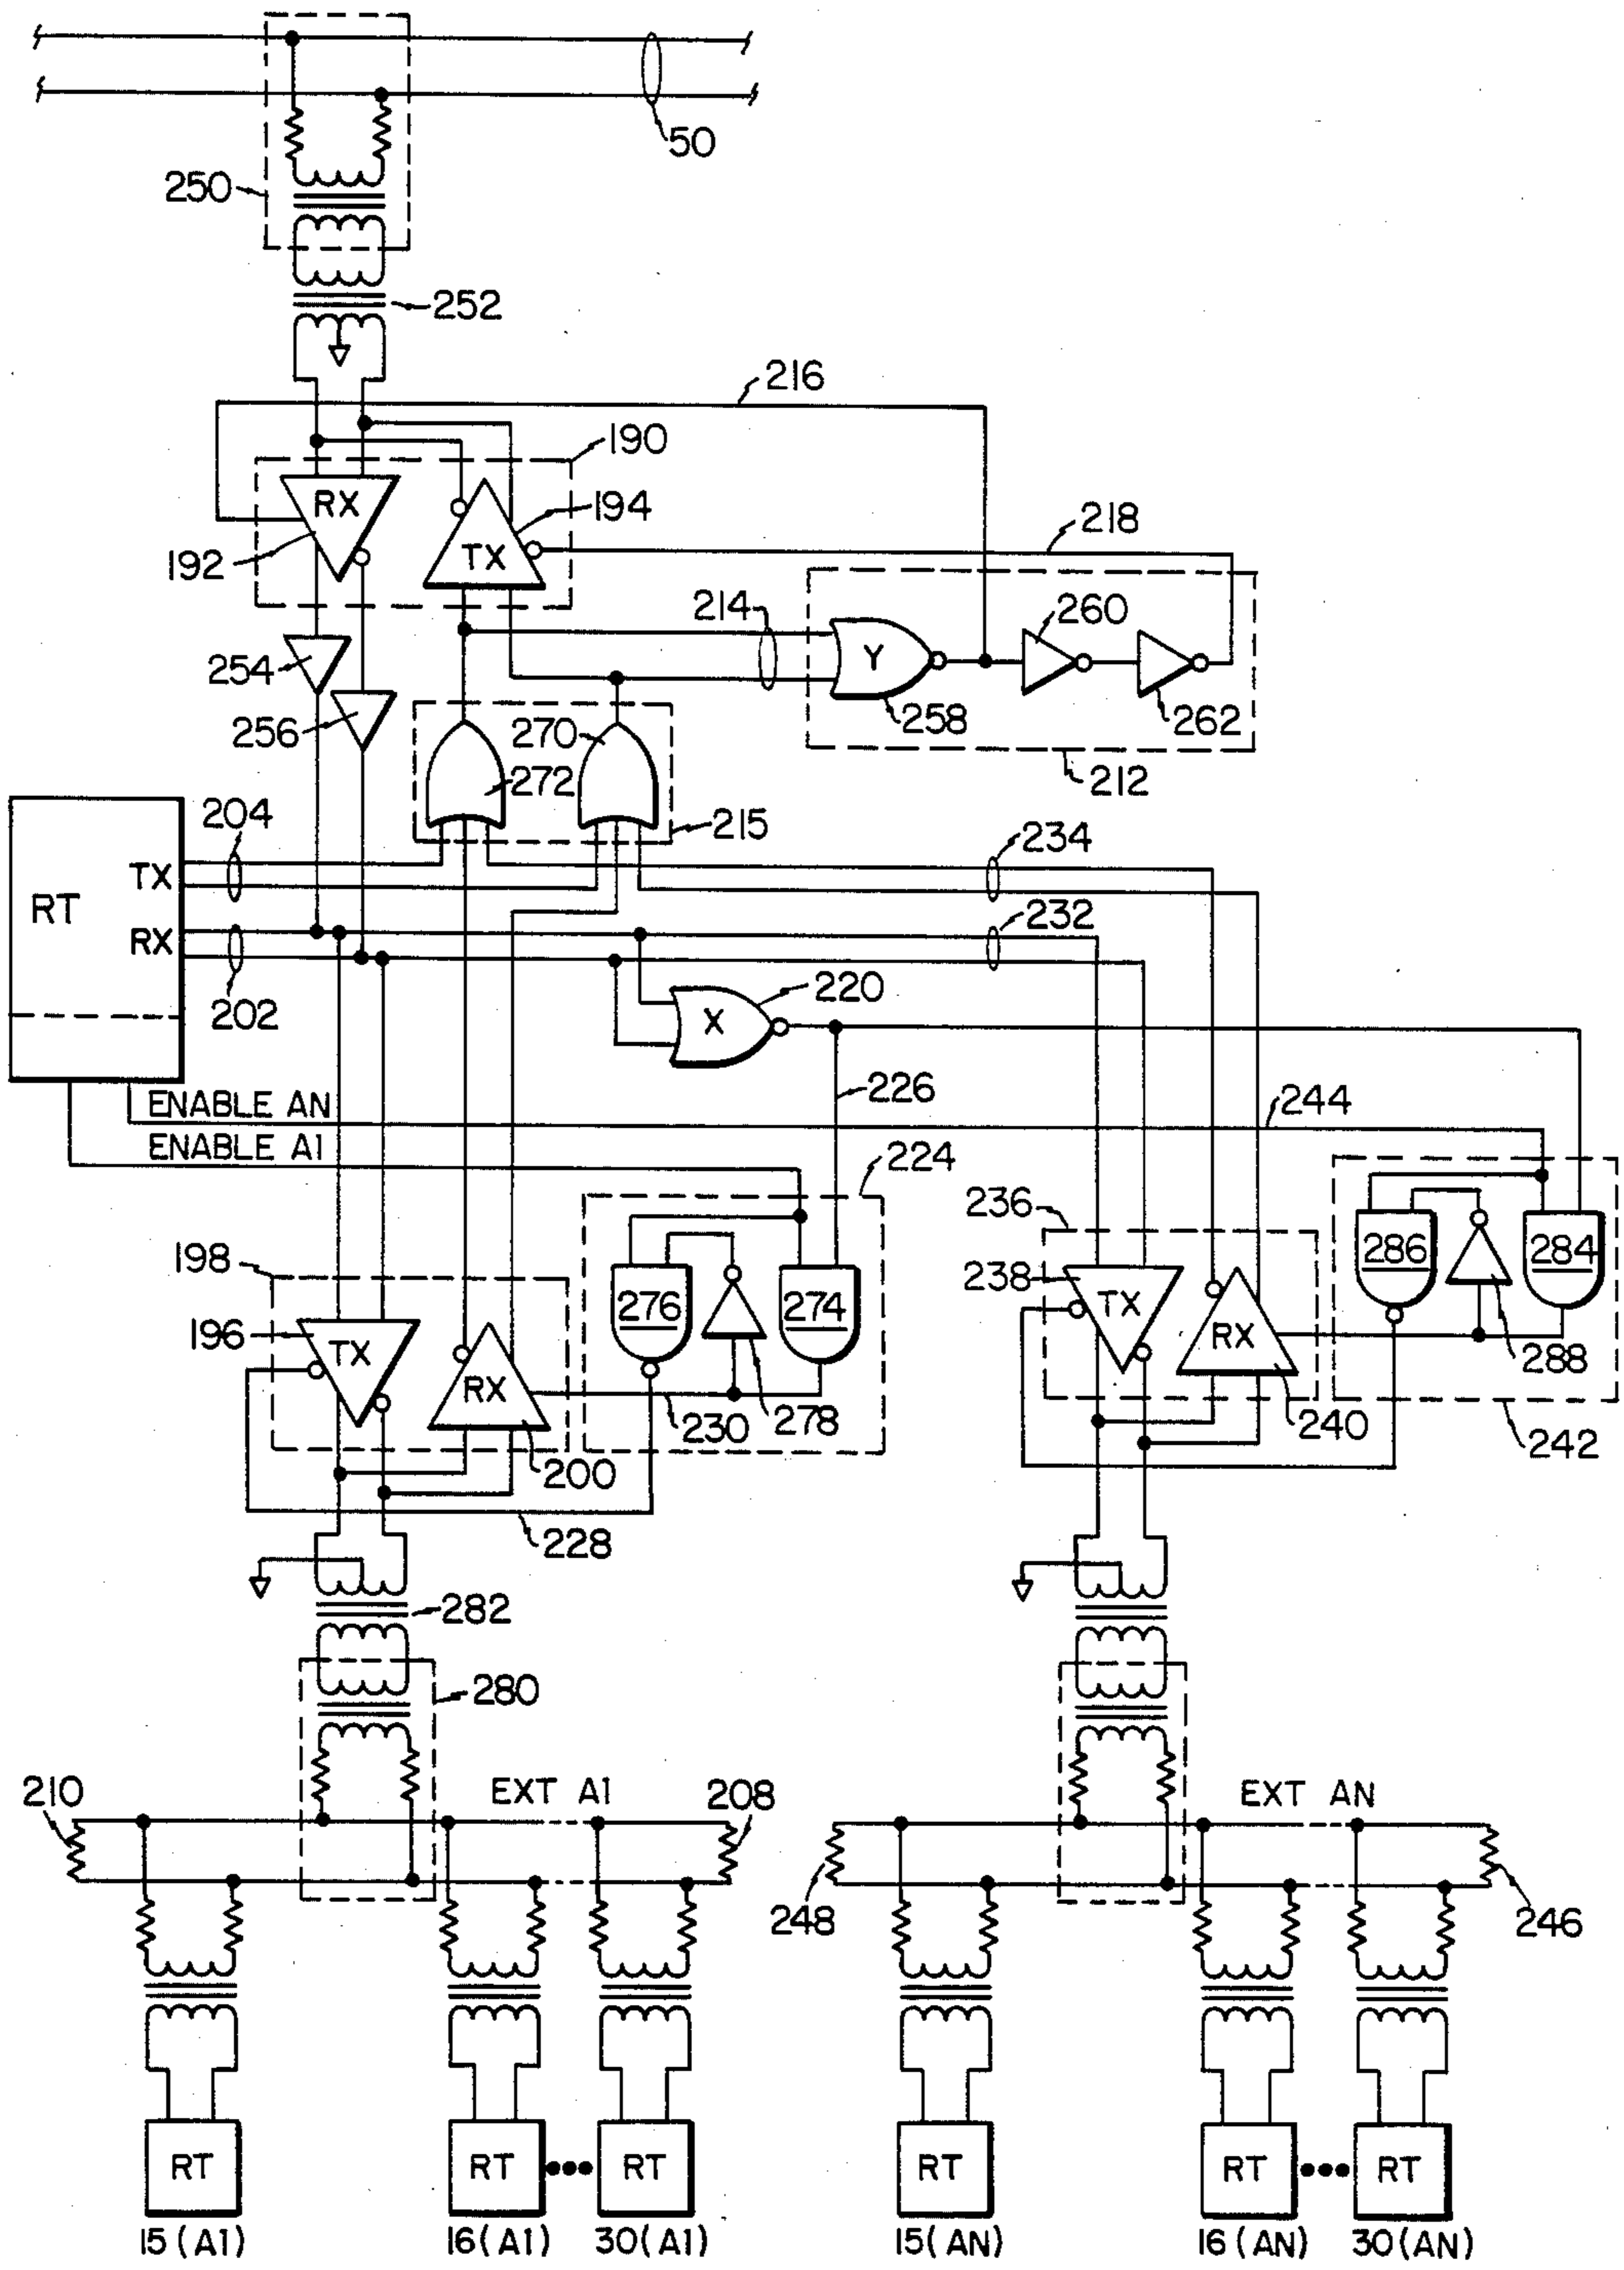 50
250
252
216
190
RX
194
218
192
TX
214
260
254
Y
256
270
258
262
272
212
204
215
234
TX
RT
RX
232
202
220
X
226
ENABLE AN
244
ENABLE A1
224
236
198
286
284
276
274
238
TX
196
TX
RX
288
RX
230
278
240
242
200
228
282
280
210
EXT A1
208
EXT AN
248
246
RT
RT
RT
RT
RT
RT
15(A1)
16(A1)
30(A1)
15(AN)
16(AN)
30(AN)